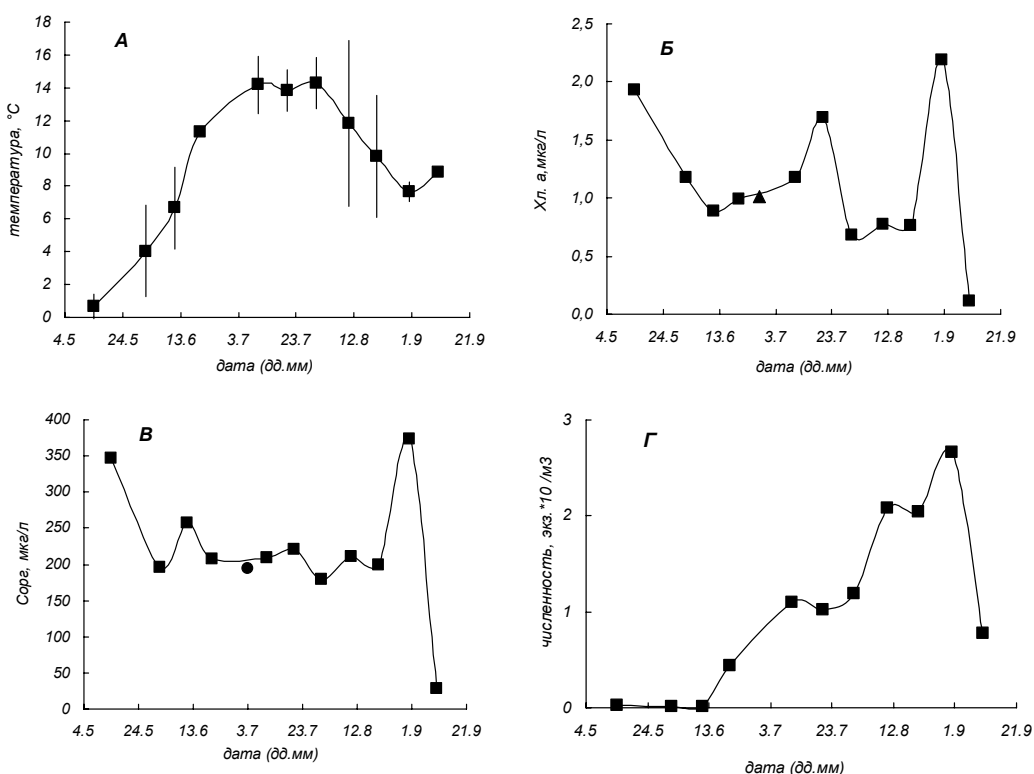 А
температура, °C
18
16
14
12
10
8
6
4
2
0
4.5 24.5 13.6 3.7 23.7 12.8 1.9 21.9
дата (дд.мм)
Б
Хл. а,мкг/л
2,5
2,0
1,5
1,0
0,5
0,0
4.5 24.5 13.6 3.7 23.7 12.8 1.9 21.9
дата (дд.мм)
В
Сорг, мкг/л
400
350
300
250
200
150
100
50
0
4.5 24.5 13.6 3.7 23.7 12.8 1.9 21.9
дата (дд.мм)
Г
численность, экз.*10 /м3
3
2
1
0
4.5 24.5 13.6 3.7 23.7 12.8 1.9 21.9
дата (дд.мм)